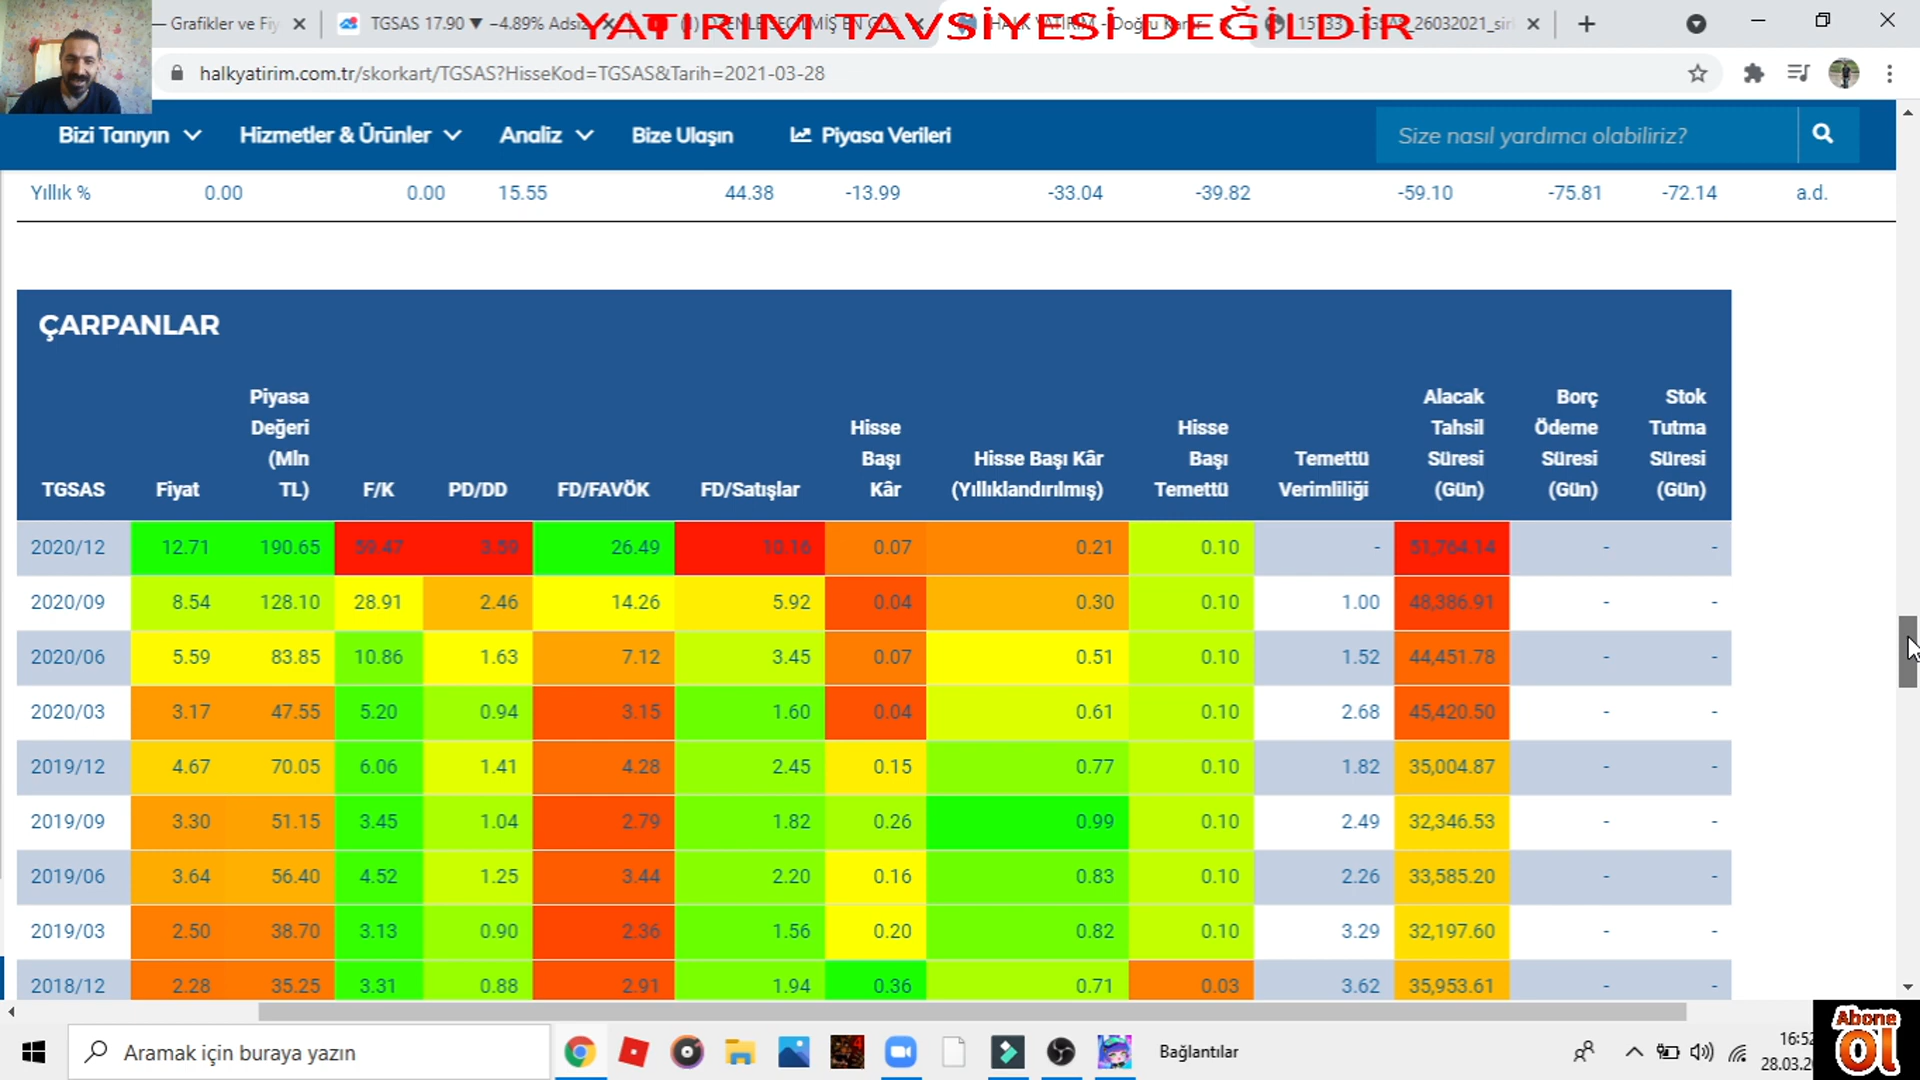 Grafikler ve Fiy
TGSAS 17.90 ▼ −4.89% Adsız
YATIRIM TAVSİYESİ DEĞİLDİR
halkyatirim.com.tr/skorkart/TGSAS?HisseKod=TGSAS&Tarih=2021-03-28
Bizi Tanıyın
Hizmetler & Ürünler
Analiz
Bize Ulaşın
Piyasa Verileri
Size nasıl yardımcı olabiliriz?
Yıllık % 0.00 0.00 15.55 44.38 -13.99 -33.04 -39.82 -59.10 -75.81 -72.14 a.d.
ÇARPANLAR
TGSAS
Fiyat
Piyasa
Değeri
(Mln
TL)
F/K
PD/DD
FD/FAVÖK
FD/Satışlar
Hisse
Başı
Kâr
Hisse Başı Kâr
(Yıllıklandırılmış)
Hisse
Başı
Temettü
Temettü
Verimliliği
Alacak
Tahsil
Süresi
(Gün)
Borç
Ödeme
Süresi
(Gün)
Stok
Tutma
Süresi
(Gün)
2020/12 12.71 190.65 59.47 3.59 26.49 10.16 0.07 0.21 0.10 - 51,764.14 - -
2020/09 8.54 128.10 28.91 2.46 14.26 5.92 0.04 0.30 0.10 1.00 48,386.91 - -
2020/06 5.59 83.85 10.86 1.63 7.12 3.45 0.07 0.51 0.10 1.52 44,451.78 - -
2020/03 3.17 47.55 5.20 0.94 3.15 1.60 0.04 0.61 0.10 2.68 45,420.50 - -
2019/12 4.67 70.05 6.06 1.41 4.28 2.45 0.15 0.77 0.10 1.82 35,004.87 - -
2019/09 3.30 51.15 3.45 1.04 2.79 1.82 0.26 0.99 0.10 2.49 32,346.53 - -
2019/06 3.64 56.40 4.52 1.25 3.44 2.20 0.16 0.83 0.10 2.26 33,585.20 - -
2019/03 2.50 38.70 3.13 0.90 2.36 1.56 0.20 0.82 0.10 3.29 32,197.60 - -
2018/12 2.28 35.25 3.31 0.88 2.91 1.94 0.36 0.71 0.03 3.62 35,953.61 - -
Aramak için buraya yazın
Bağlantılar
16:52
28.03.2
Abone
Ol